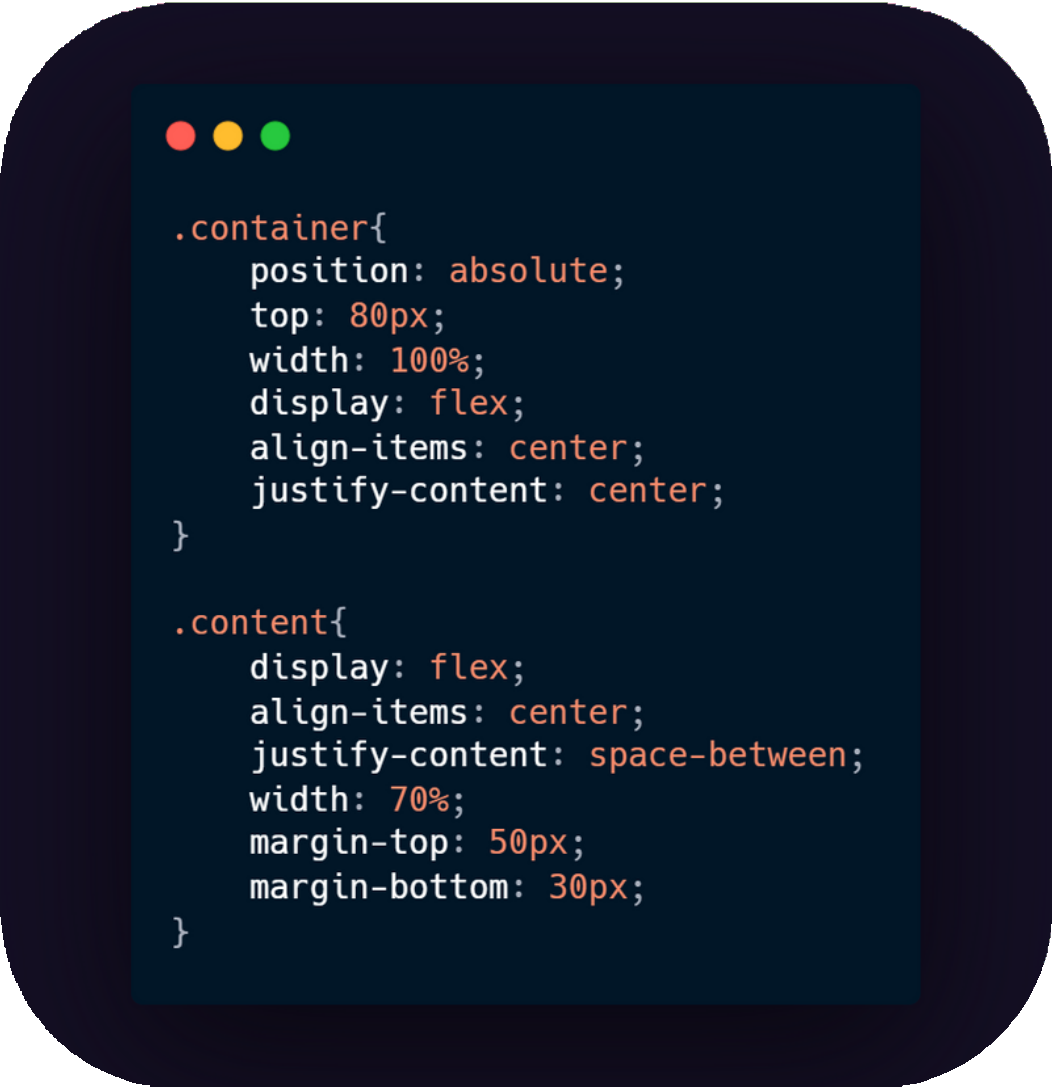 .container{
    position: absolute;
    top: 80px;
    width: 100%;
    display: flex;
    align-items: center;
    justify-content: center;
}

.content{
    display: flex;
    align-items: center;
    justify-content: space-between;
    width: 70%;
    margin-top: 50px;
    margin-bottom: 30px;
}